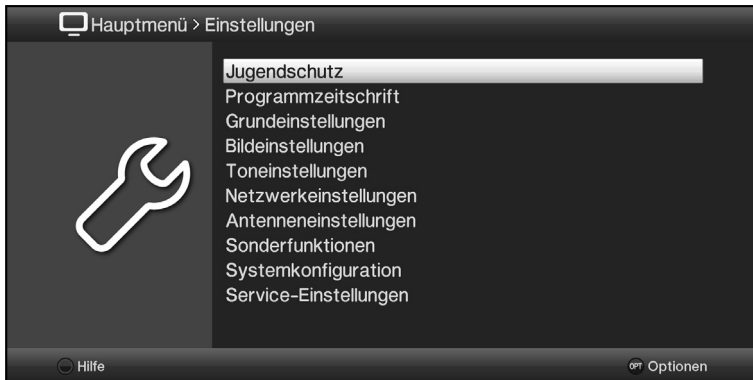 Hauptmenü > Einstellungen
Jugendschutz
Programmzeitschrift
Grundeinstellungen
Bildeinstellungen
Toneinstellungen
Netzwerkeinstellungen
Antenneneinstellungen
Sonderfunktionen
Systemkonfiguration
Service-Einstellungen
Hilfe OPT Optionen